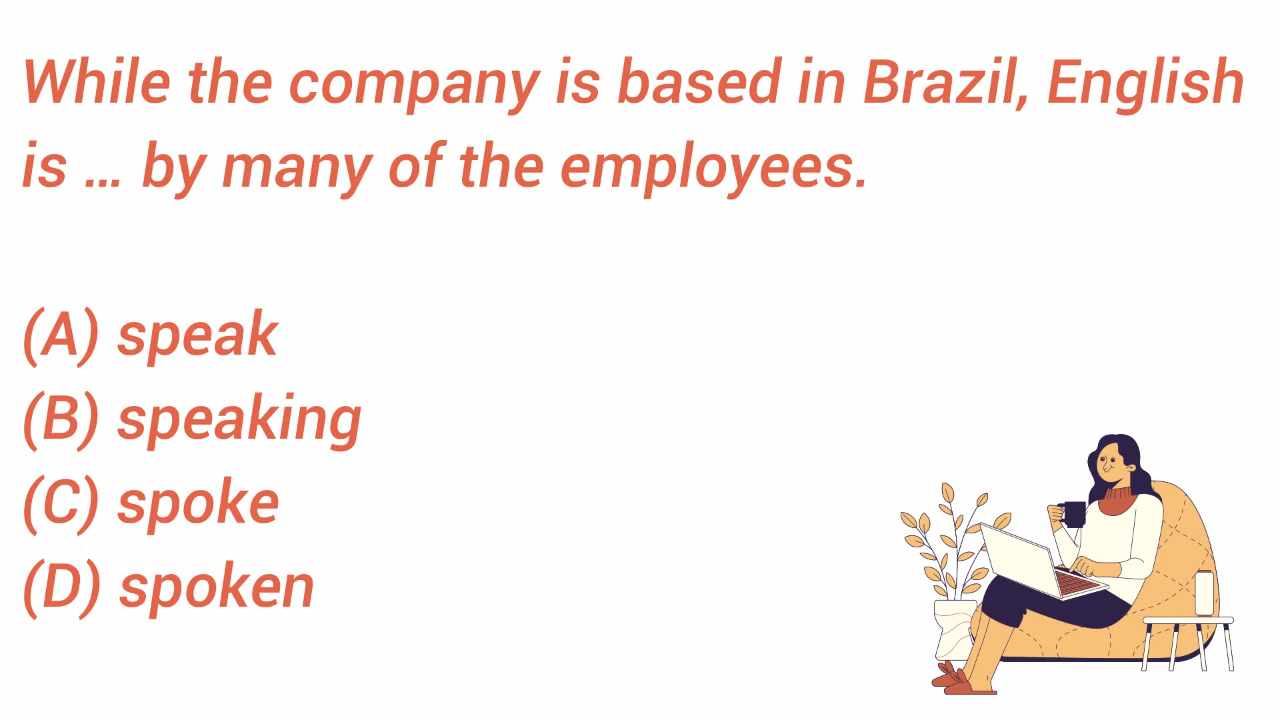 While the company is based in Brazil, English
is ... by many of the employees.
(A) speak
(B) speaking
(C) spoke
(D) spoken